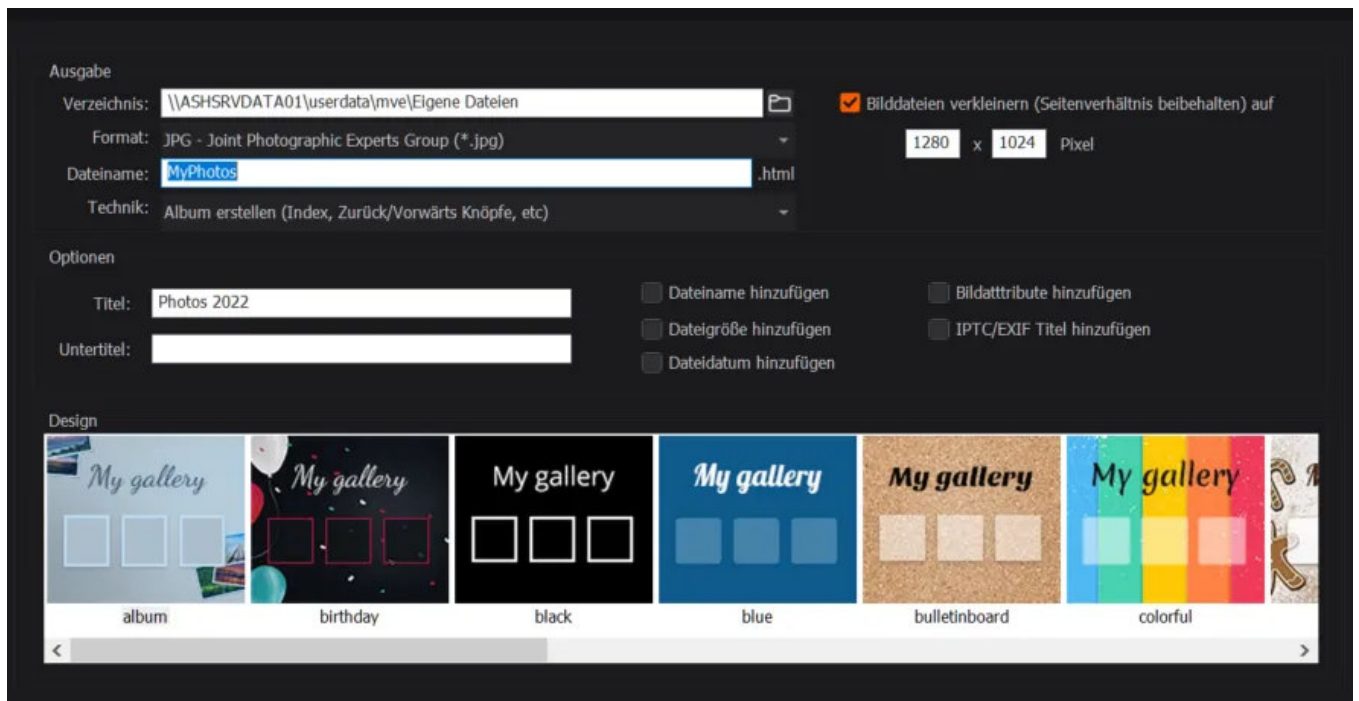 Ausgabe
Verzeichnis: \\ASHSRVDATA01\userdata\mve\Eigene Dateien
Bilddateien verkleinern (Seitenverhältnis beibehalten) auf
Format: JPG - Joint Photographic Experts Group (*.jpg)
1280 x 1024 Pixel
Dateiname: MyPhotos .html
Technik: Album erstellen (Index, Zurück/Vorwärts Knöpfe, etc)
Optionen
Titel: Photos 2022
Untertitel:
Dateiname hinzufügen
Bildatttribute hinzufügen
Dateigröße hinzufügen
IPTC/EXIF Titel hinzufügen
Dateidatum hinzufügen
Design
My gallery
My gallery
My gallery
My gallery
My gallery
My gallery
album
birthday
black
blue
bulletinboard
colorful